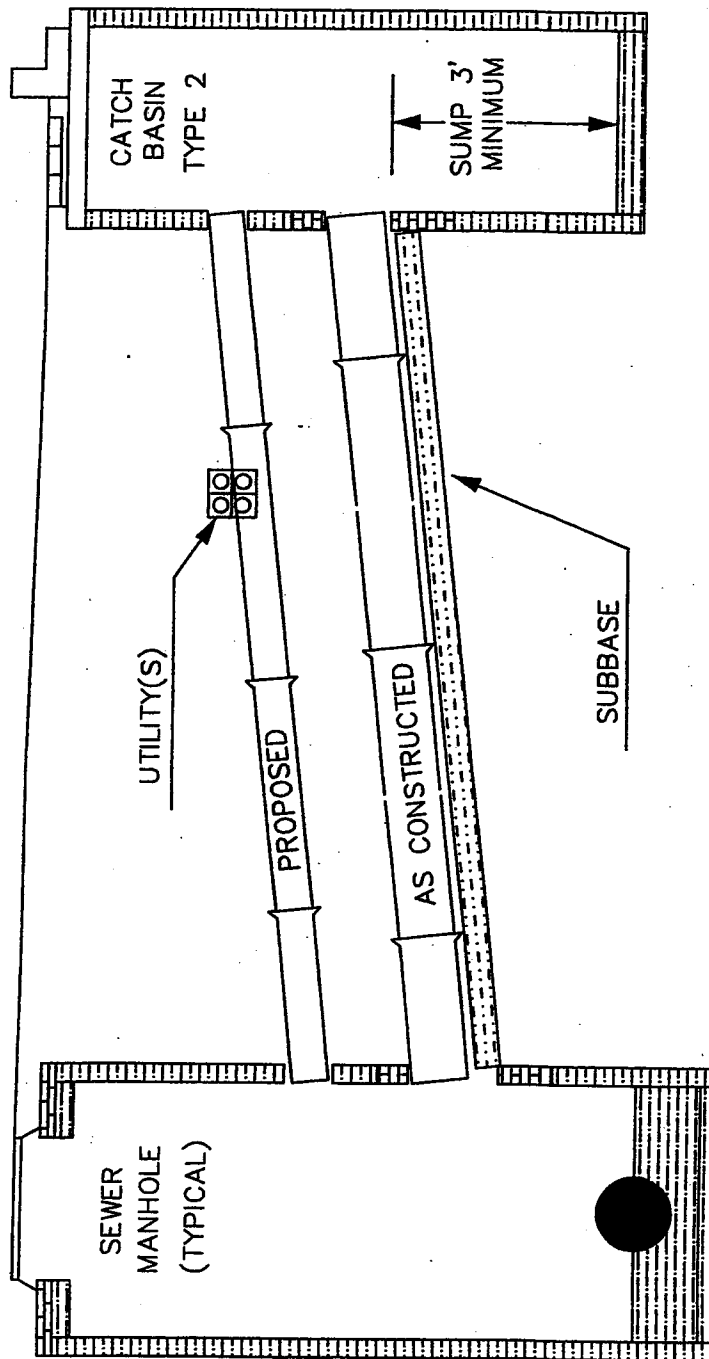 CATCH
BASIN
TYPE 2
SUMP 3'
MINIMUM
UTILITY(S)
PROPOSED
AS CONSTRUCTED
SUBBASE
SEWER
MANHOLE
(TYPICAL)